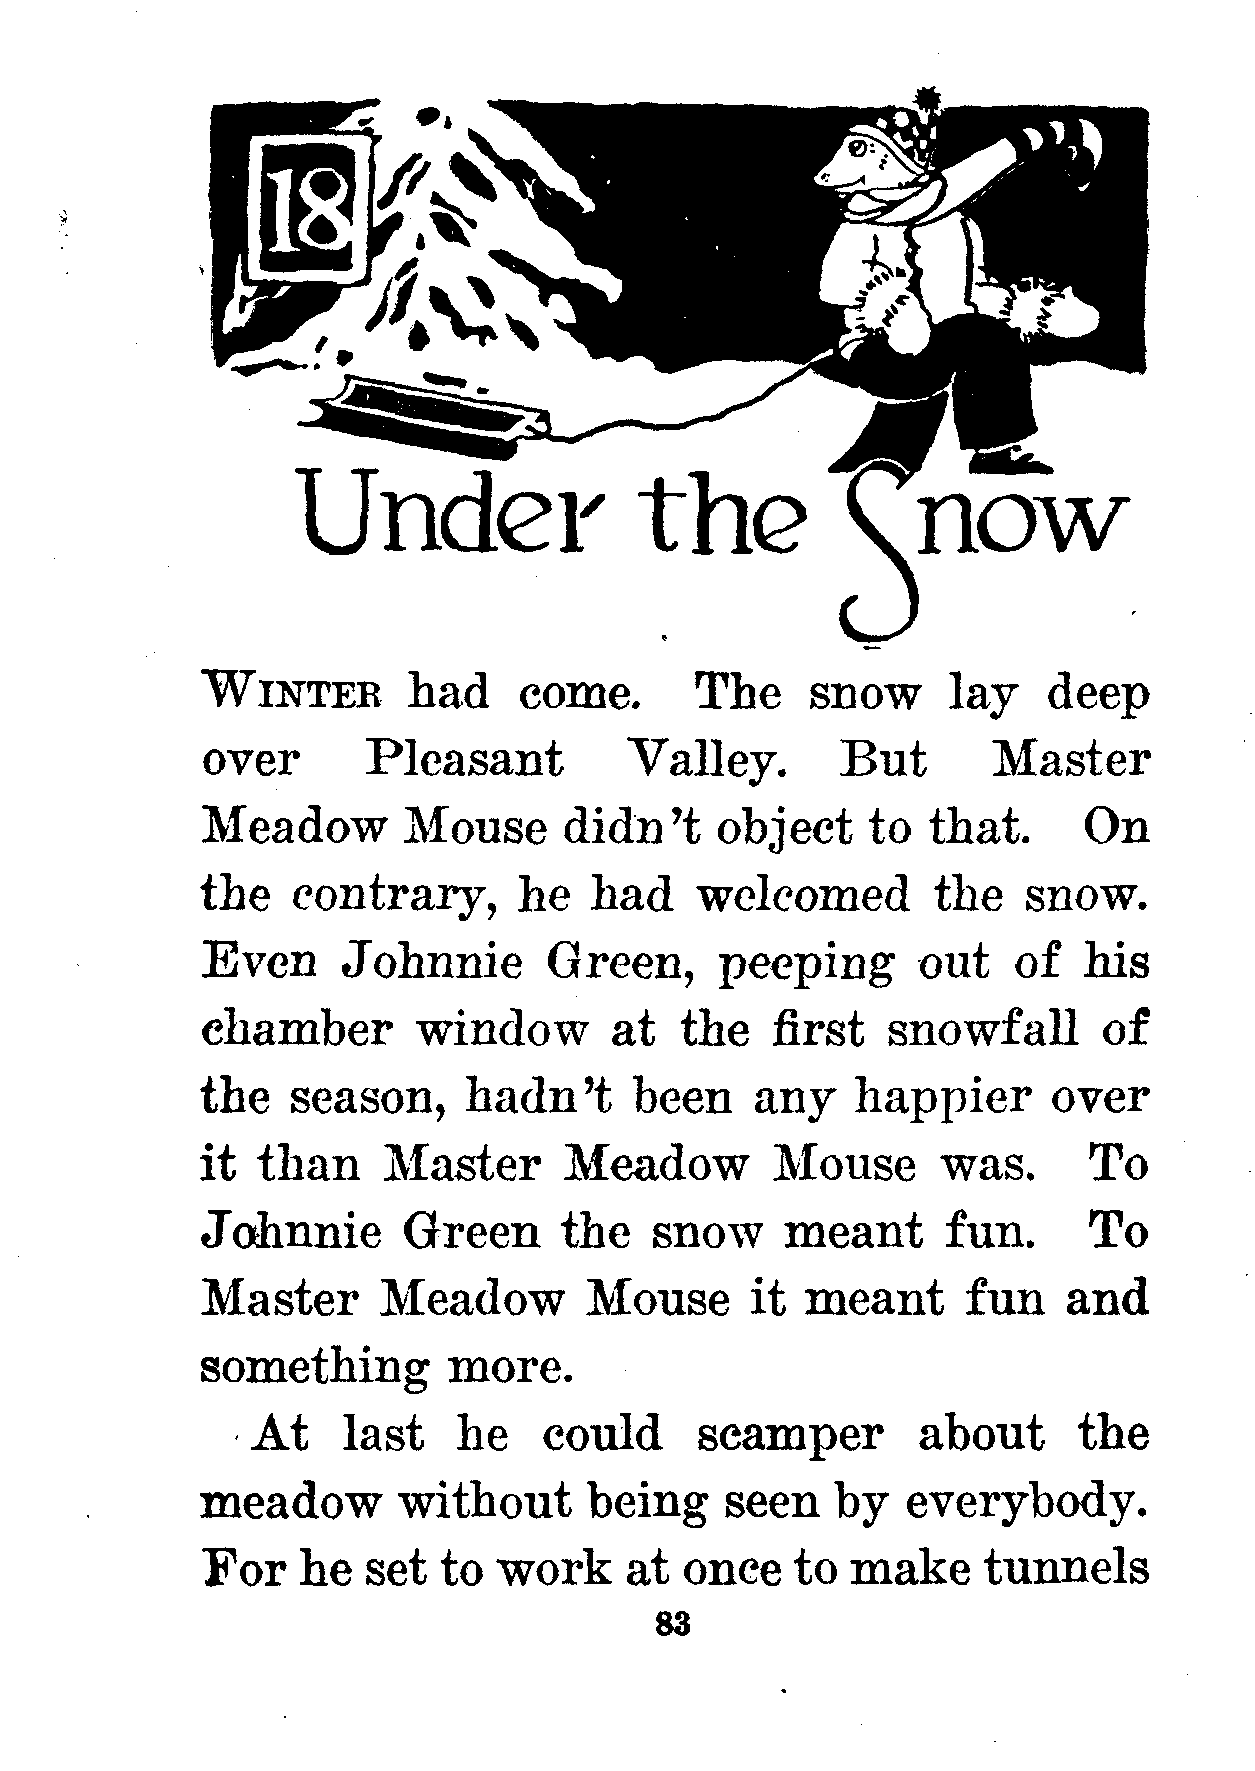 18
Under the Snow
WINTER had come. The snow lay deep
over Pleasant Valley. But Master
Meadow Mouse didn't object to that. On
the contrary, he had welcomed the snow.
Even Johnnie Green, peeping out of his
chamber window at the first snowfall of
the season, hadn't been any happier over
it than Master Meadow Mouse was. To
Johnnie Green the snow meant fun. To
Master Meadow Mouse it meant fun and
something more.
At last he could scamper about the
meadow without being seen by everybody.
For he set to work at once to make tunnels
83